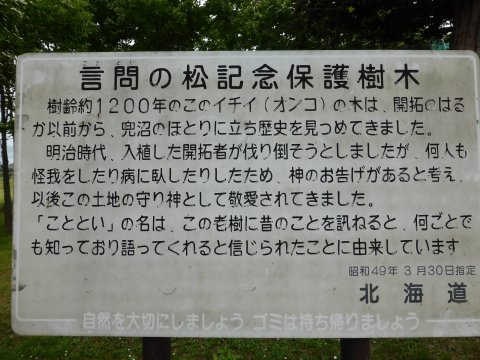 こととい
言問の松記念保護樹木
樹齢約1200年のこのイチイ(オンコ)の木は、開拓のはる
か以前から、兜沼のほとりに立ち歴史を見つめてきました。
明治時代、入植した開拓者が伐り倒そうとしましたが、何人も
怪我をしたり病に臥したりしたため、神のお告げがあると考え、
以後この土地の守り神として敬愛されてきました。
「こととい」の名は、この老樹に昔のことを訊ねると、何ごとで
も知っており語ってくれると信じられたことに由来しています
昭和49年3月30日指定
北海道
自然を大切にしましょう ゴミは持ち帰りましょう